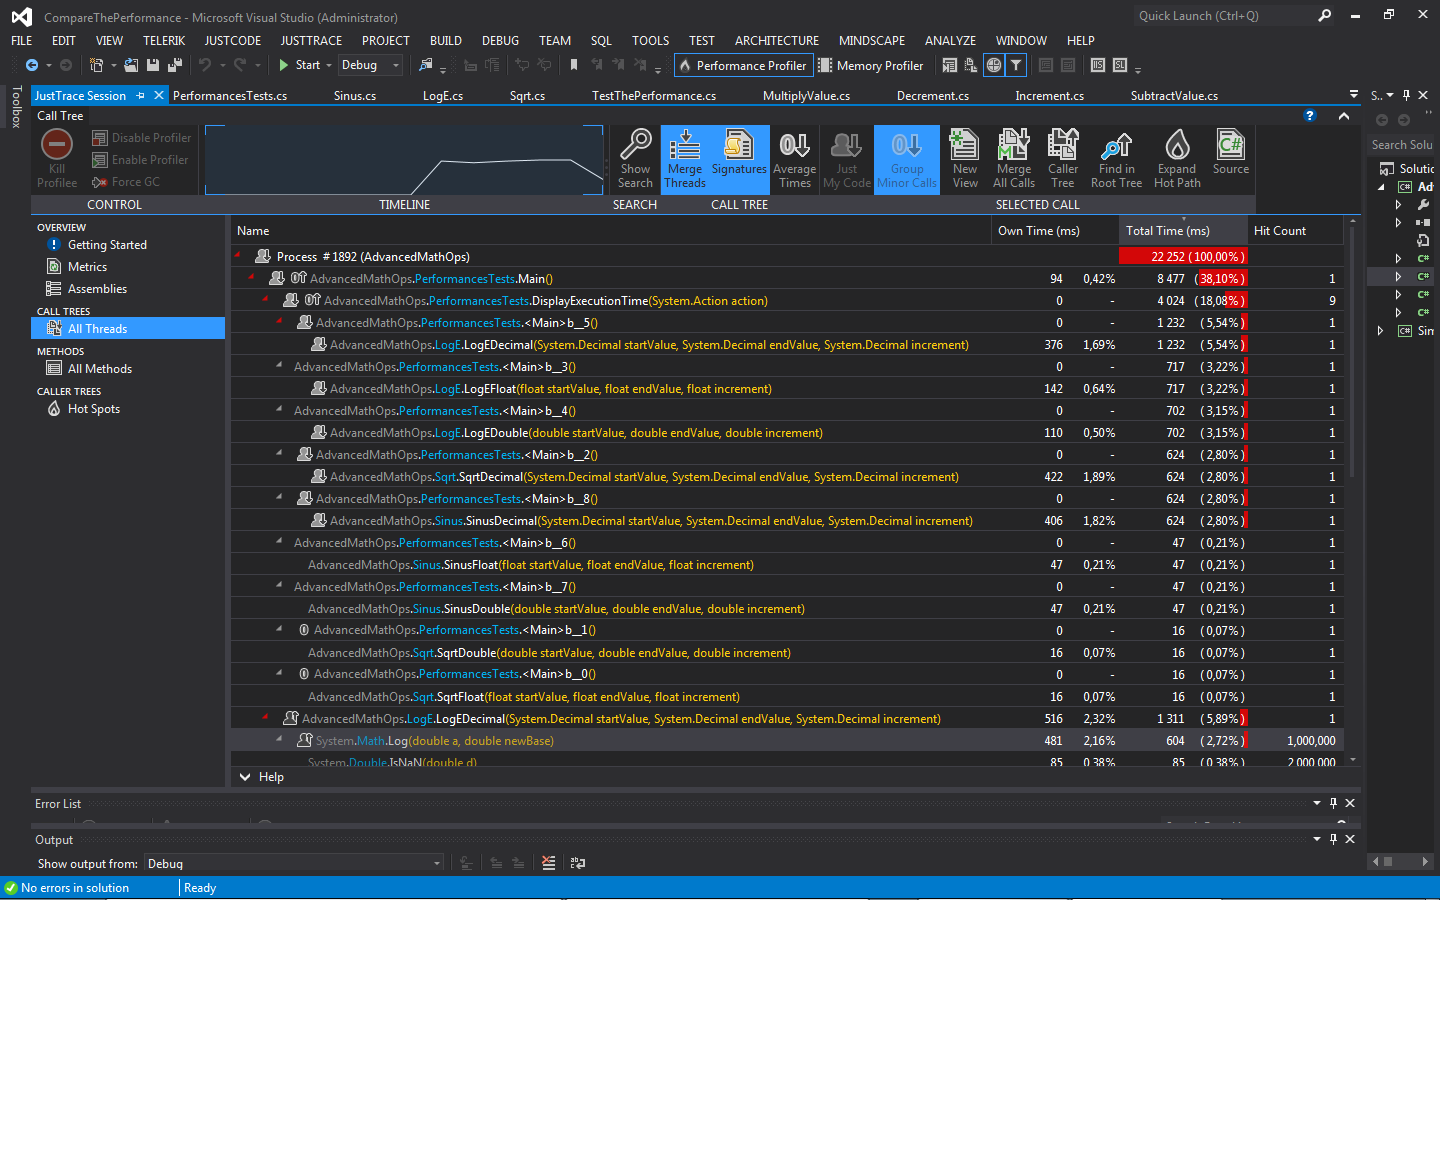 CompareThePerformance - Microsoft Visual Studio (Administrator)
Quick Launch (Ctrl+Q)
FILE EDIT VIEW TELERIK JUSTCODE JUSTTRACE PROJECT BUILD DEBUG TEAM SQL TOOLS TEST ARCHITECTURE MINDSCAPE ANALYZE WINDOW HELP
Start Debug Performance Profiler Memory Profiler
Toolbox
JustTrace Session PerformancesTests.cs Sinus.cs LogE.cs Sqrt.cs TestThePerformance.cs MultiplyValue.cs Decrement.cs Increment.cs SubtractValue.cs
S..
Call Tree
Search Solu
Kill Profilee
Disable Profiler
Enable Profiler
Force GC
Show Search
Merge Threads
Signatures
Average Times
Just My Code
Group Minor Calls
New View
Merge All Calls
Caller Tree
Find in Root Tree
Expand Hot Path
Source
CONTROL TIMELINE SEARCH CALL TREE SELECTED CALL
Solutio
Ad
C#
Sim
OVERVIEW
Getting Started
Metrics
Assemblies
CALL TREES
All Threads
METHODS
All Methods
CALLER TREES
Hot Spots
Name Own Time (ms) Total Time (ms) Hit Count
Process #1892 (AdvancedMathOps) 22 252 (100,00%)
AdvancedMathOps.PerformancesTests.Main() 94 0,42% 8 477 (38,10%) 1
AdvancedMathOps.PerformancesTests.DisplayExecutionTime(System.Action action) 0 - 4 024 (18,08%) 9
AdvancedMathOps.PerformancesTests.<Main>b__5() 0 - 1 232 (5,54%) 1
AdvancedMathOps.LogE.LogEDecimal(System.Decimal startValue, System.Decimal endValue, System.Decimal increment) 376 1,69% 1 232 (5,54%) 1
AdvancedMathOps.PerformancesTests.<Main>b__3() 0 - 717 (3,22%) 1
AdvancedMathOps.LogE.LogEFloat(float startValue, float endValue, float increment) 142 0,64% 717 (3,22%) 1
AdvancedMathOps.PerformancesTests.<Main>b__4() 0 - 702 (3,15%) 1
AdvancedMathOps.LogE.LogEDouble(double startValue, double endValue, double increment) 110 0,50% 702 (3,15%) 1
AdvancedMathOps.PerformancesTests.<Main>b__2() 0 - 624 (2,80%) 1
AdvancedMathOps.Sqrt.SqrtDecimal(System.Decimal startValue, System.Decimal endValue, System.Decimal increment) 422 1,89% 624 (2,80%) 1
AdvancedMathOps.PerformancesTests.<Main>b__8() 0 - 624 (2,80%) 1
AdvancedMathOps.Sinus.SinusDecimal(System.Decimal startValue, System.Decimal endValue, System.Decimal increment) 406 1,82% 624 (2,80%) 1
AdvancedMathOps.PerformancesTests.<Main>b__6() 0 - 47 (0,21%) 1
AdvancedMathOps.Sinus.SinusFloat(float startValue, float endValue, float increment) 47 0,21% 47 (0,21%) 1
AdvancedMathOps.PerformancesTests.<Main>b__7() 0 - 47 (0,21%) 1
AdvancedMathOps.Sinus.SinusDouble(double startValue, double endValue, double increment) 47 0,21% 47 (0,21%) 1
AdvancedMathOps.PerformancesTests.<Main>b__1() 0 - 16 (0,07%) 1
AdvancedMathOps.Sqrt.SqrtDouble(double startValue, double endValue, double increment) 16 0,07% 16 (0,07%) 1
AdvancedMathOps.PerformancesTests.<Main>b__0() 0 - 16 (0,07%) 1
AdvancedMathOps.Sqrt.SqrtFloat(float startValue, float endValue, float increment) 16 0,07% 16 (0,07%) 1
AdvancedMathOps.LogE.LogEDecimal(System.Decimal startValue, System.Decimal endValue, System.Decimal increment) 516 2,32% 1 311 (5,89%) 1
System.Math.Log(double a, double newBase) 481 2,16% 604 (2,72%) 1,000,000
System.Double.IsNaN(double d) 85 0,38% 85 (0,38%) 2,000,000
Help
Error List
Output
Show output from: Debug
No errors in solution Ready